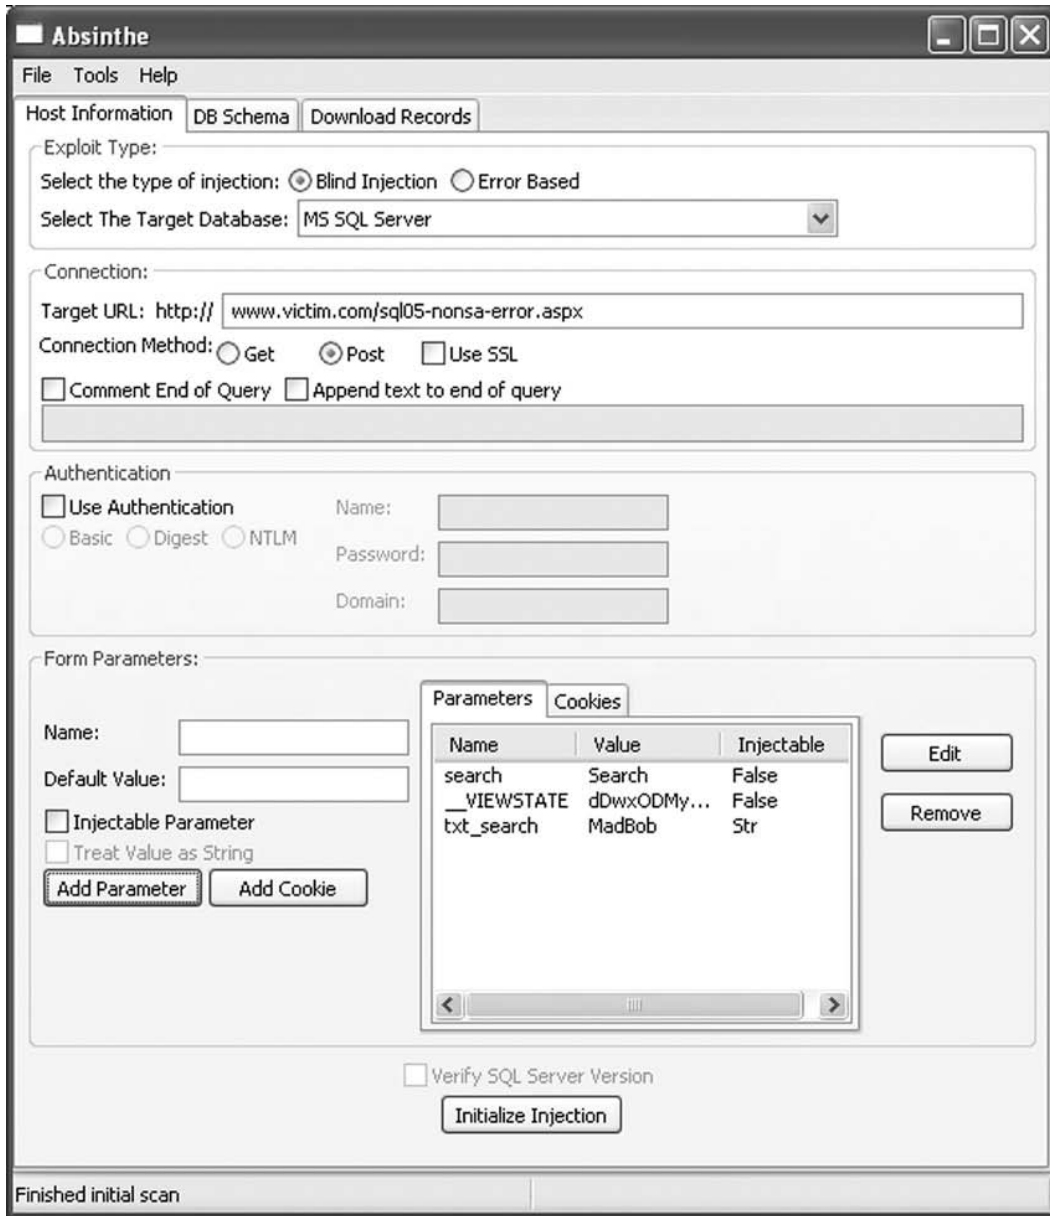 Absinthe
File Tools Help
Host Information DB Schema Download Records
Exploit Type:
Select the type of injection: Blind Injection Error Based
Select The Target Database: MS SQL Server
Connection:
Target URL: http:// www.victim.com/sql05-nonsa-error.aspx
Connection Method: Get Post Use SSL
Comment End of Query Append text to end of query
Authentication
Use Authentication Name:
Basic Digest NTLM
Password:
Domain:
Form Parameters:
Parameters Cookies
Name:
Name Value Injectable
Edit
search Search False
Default Value:
__VIEWSTATE dDwxODMy... False
Remove
Injectable Parameter
txt_search MadBob Str
Treat Value as String
Add Parameter Add Cookie
Verify SQL Server Version
Initialize Injection
Finished initial scan